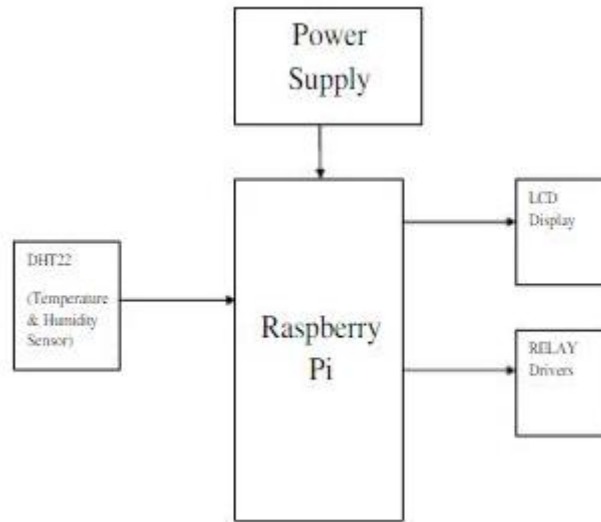 Power
Supply
LCD
Display
DHT22
(Temperature
& Humidity
Sensor)
Raspberry
Pi
RELAY
Drivers